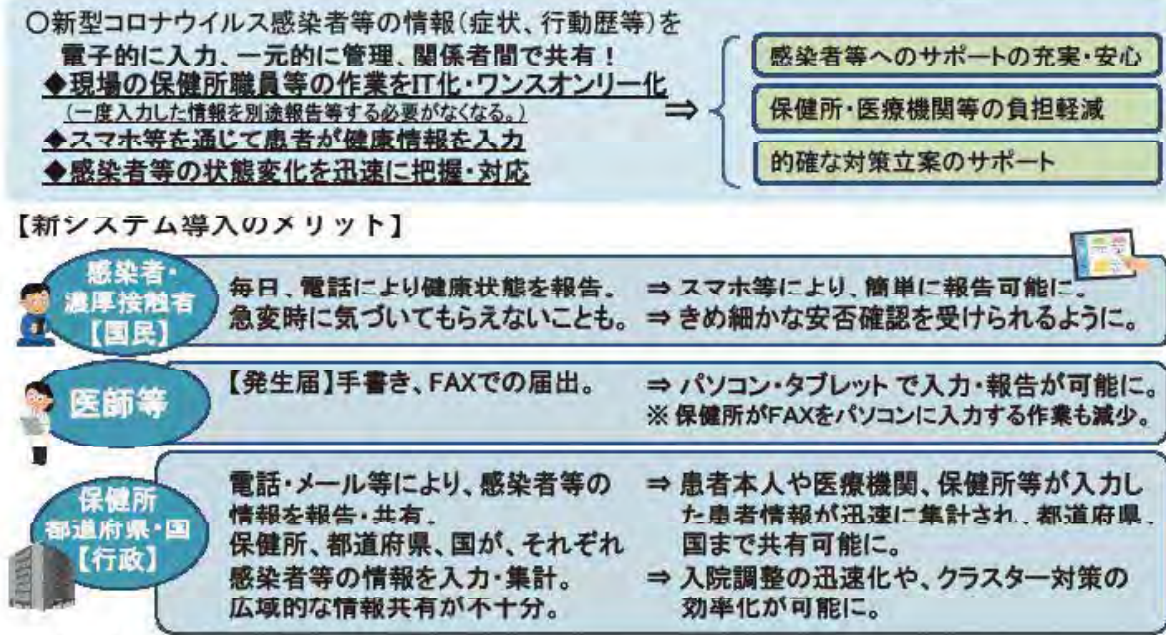 〇新型コロナウイルス感染者等の情報(症状、行動歴等)を
電子的に入力、一元的に管理、関係者間で共有！
◆現場の保健所職員等の作業をIT化・ワンスオンリー化
(一度入力した情報を別途報告等する必要がなくなる。)
◆スマホ等を通じて患者が健康情報を入力
◆感染者等の状態変化を迅速に把握・対応
⇒
感染者等へのサポートの充実・安心
保健所・医療機関等の負担軽減
的確な対策立案のサポート
【新システム導入のメリット】
感染者・
濃厚接触者
【国民】
毎日、電話により健康状態を報告。
急変時に気づいてもらえないことも。
⇒ スマホ等により、簡単に報告可能に。
⇒ きめ細かな安否確認を受けられるように。
医師等
【発生届】手書き、FAXでの届出。
⇒ パソコン・タブレットで入力・報告が可能に。
※ 保健所がFAXをパソコンに入力する作業も減少。
保健所
都道府県・国
【行政】
電話・メール等により、感染者等の
情報を報告・共有。
保健所、都道府県、国が、それぞれ
感染者等の情報を入力・集計。
広域的な情報共有が不十分。
⇒ 患者本人や医療機関、保健所等が入力し
た患者情報が迅速に集計され、都道府県、
国まで共有可能に。
⇒ 入院調整の迅速化や、クラスター対策の
効率化が可能に。